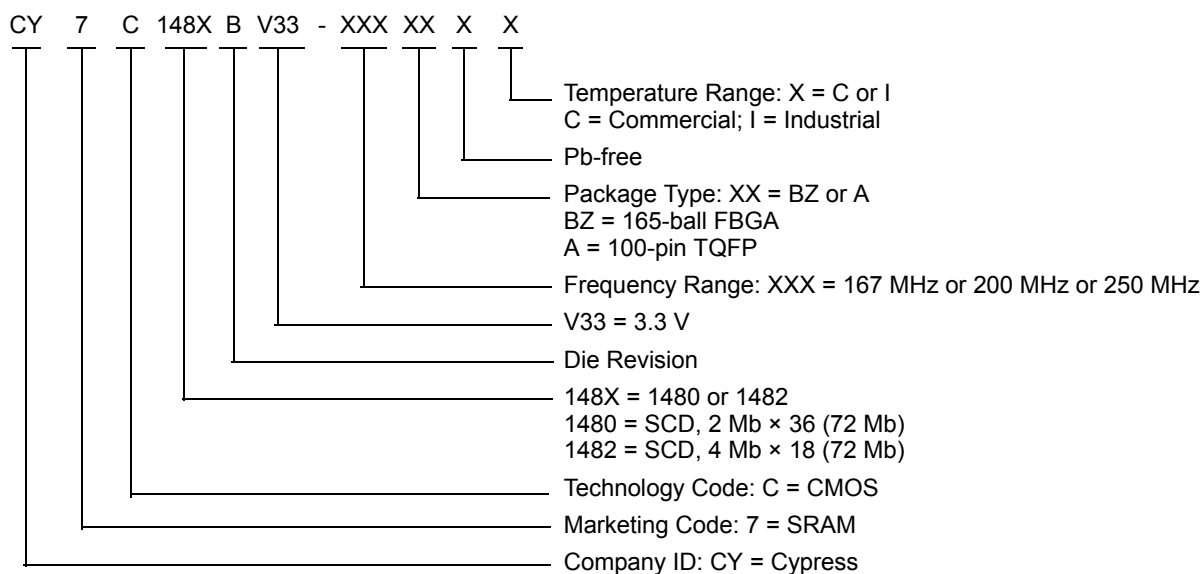 CY 7 C 148X B V33 - XXX XX X X
Temperature Range: X = C or I
C = Commercial; I = Industrial
Pb-free
Package Type: XX = BZ or A
BZ = 165-ball FBGA
A = 100-pin TQFP
Frequency Range: XXX = 167 MHz or 200 MHz or 250 MHz
V33 = 3.3 V
Die Revision
148X = 1480 or 1482
1480 = SCD, 2 Mb × 36 (72 Mb)
1482 = SCD, 4 Mb × 18 (72 Mb)
Technology Code: C = CMOS
Marketing Code: 7 = SRAM
Company ID: CY = Cypress